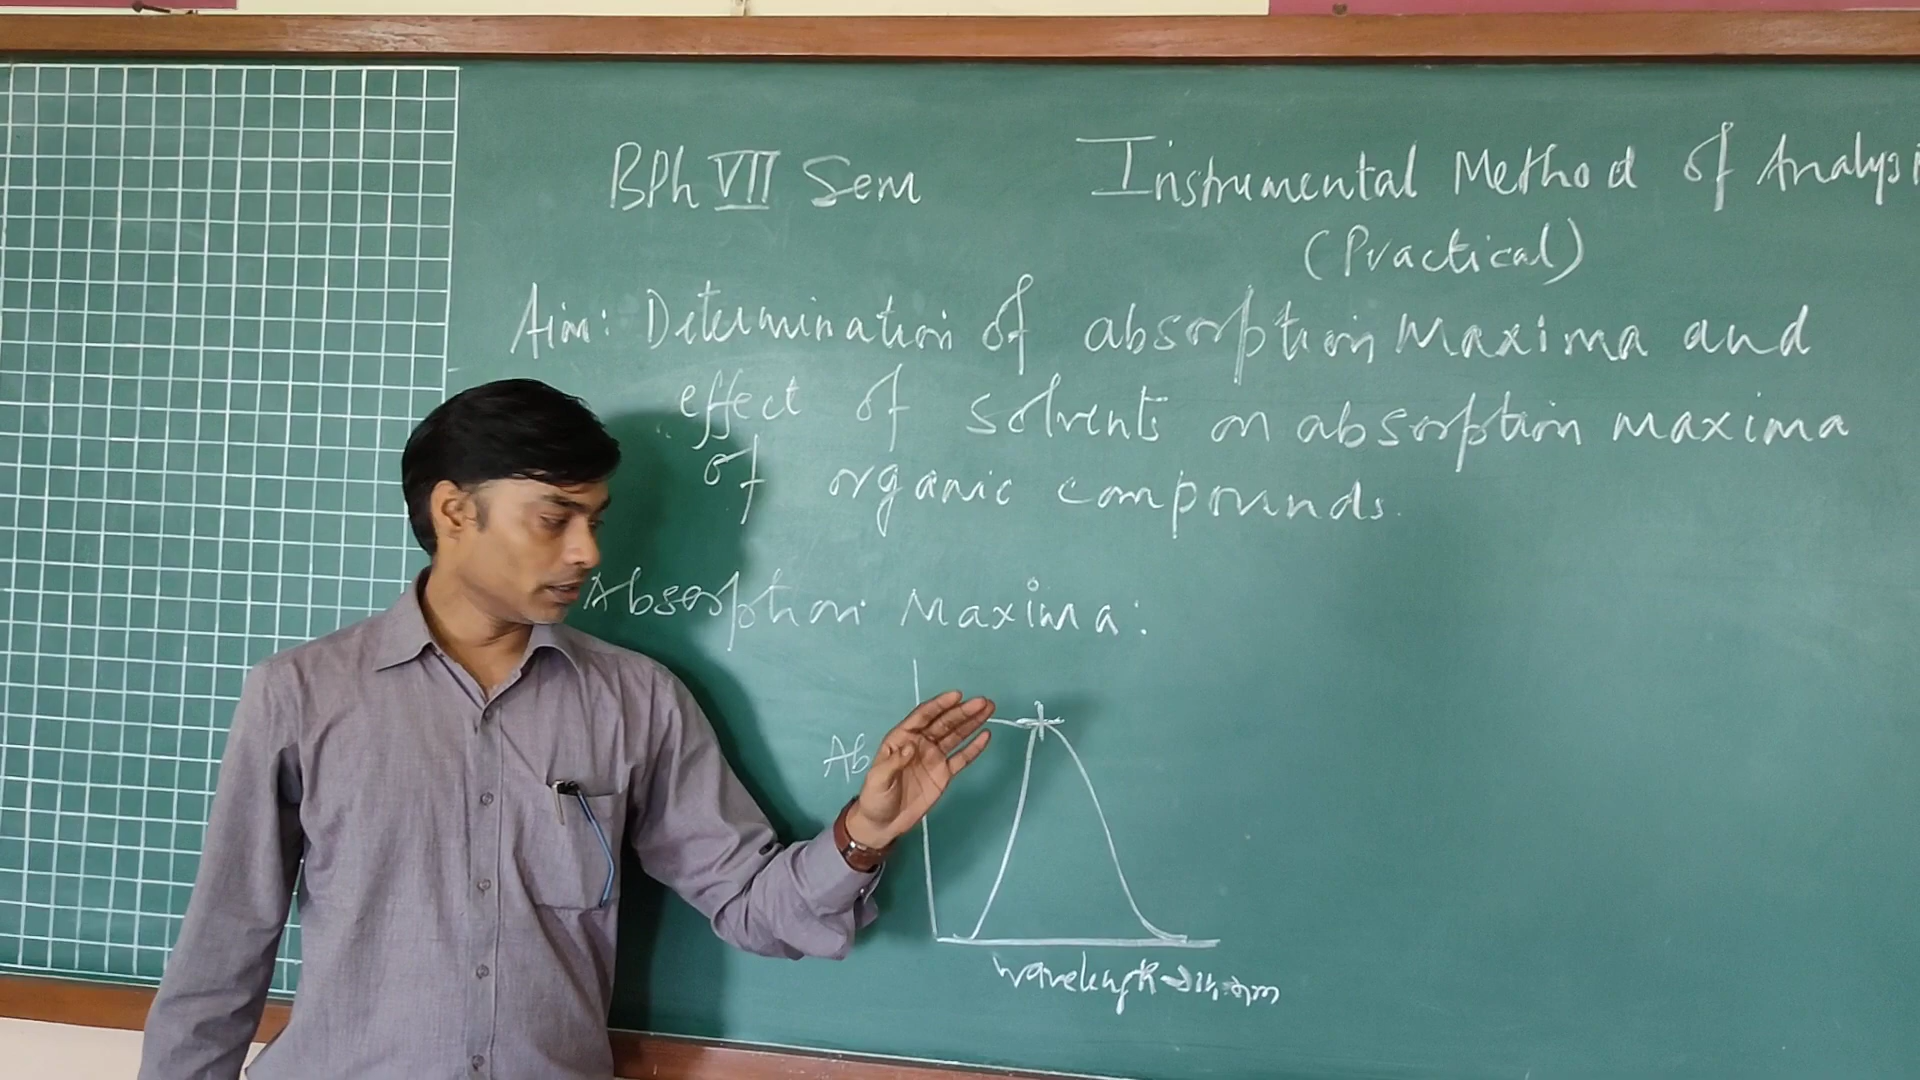 BPh VII Sem Instrumental Method of Analysi
(Practical)
Aim: Determination of absorption Maxima and
effect of solvents on absorption maxima
of organic compounds.
Absorption Maxima:
Ab
wavelength